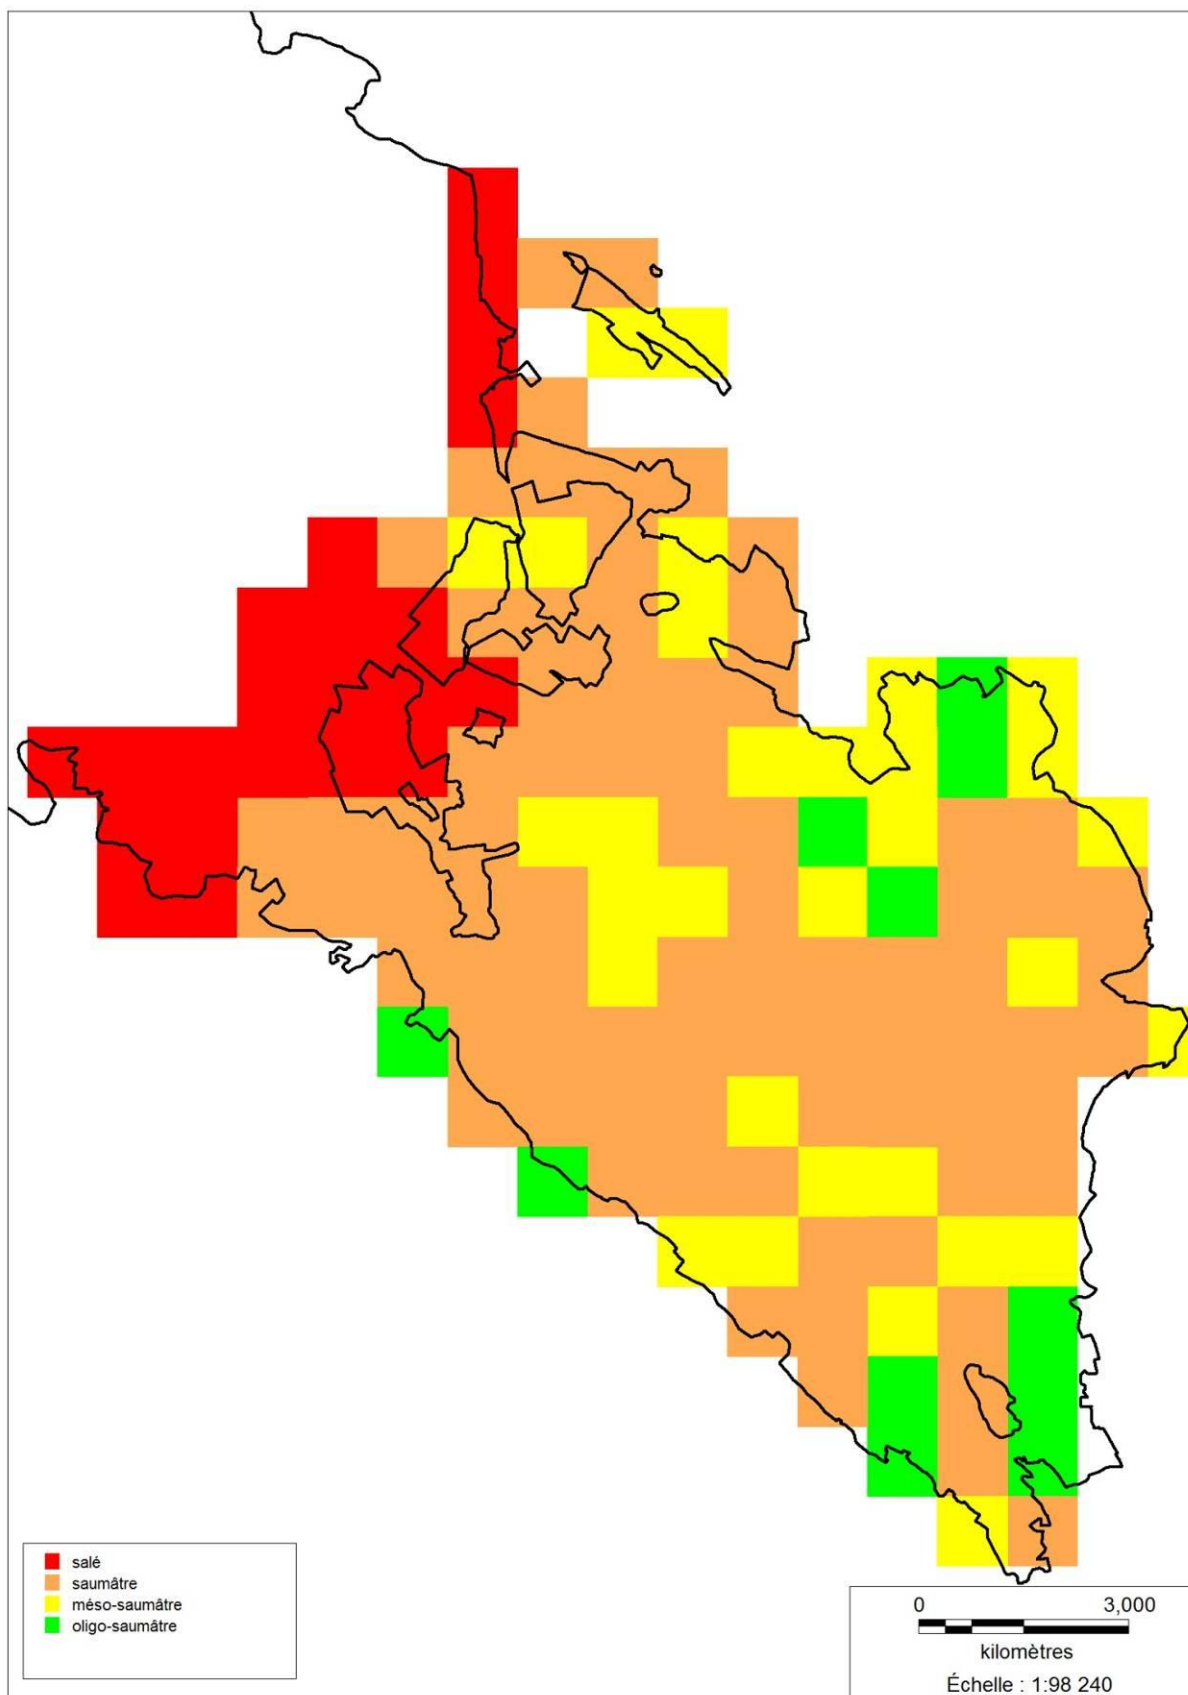 salé
saumâtre
méso-saumâtre
oligo-saumâtre
0 3,000
kilomètres
Échelle : 1:98 240